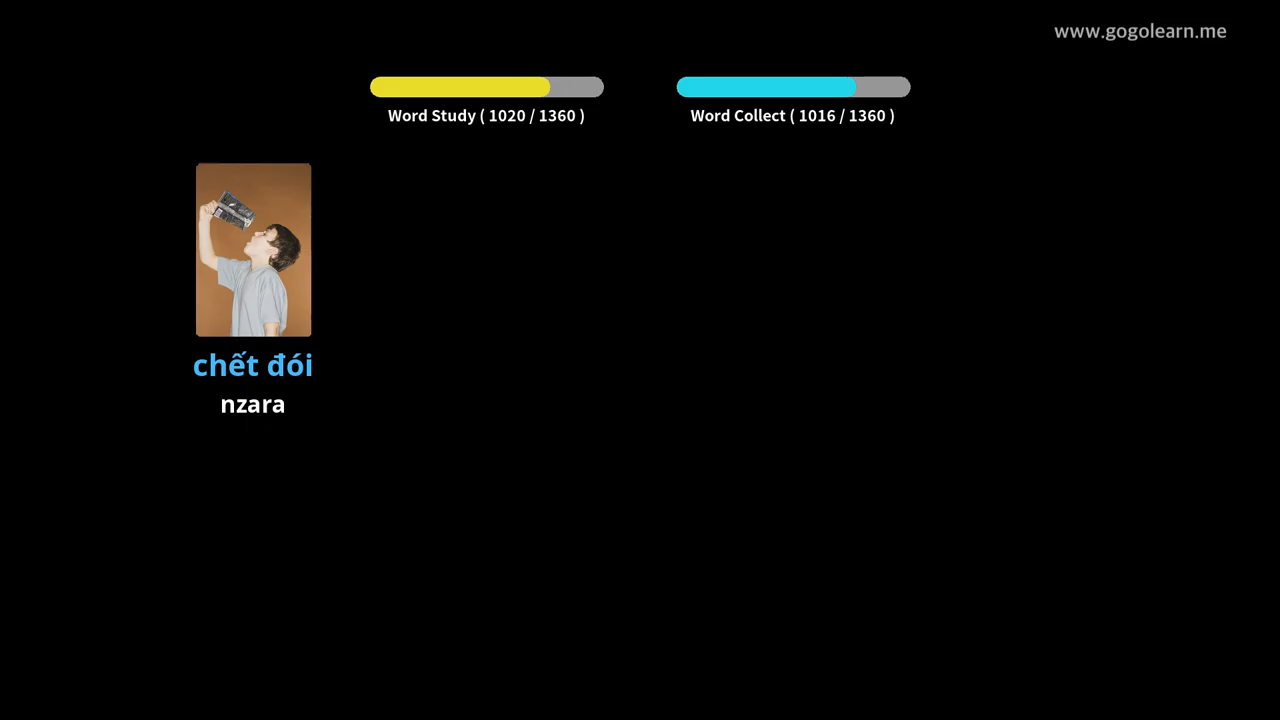 www.gogolearn.me
Word Study ( 1020 / 1360 )
Word Collect ( 1016 / 1360 )
chết đói
nzara